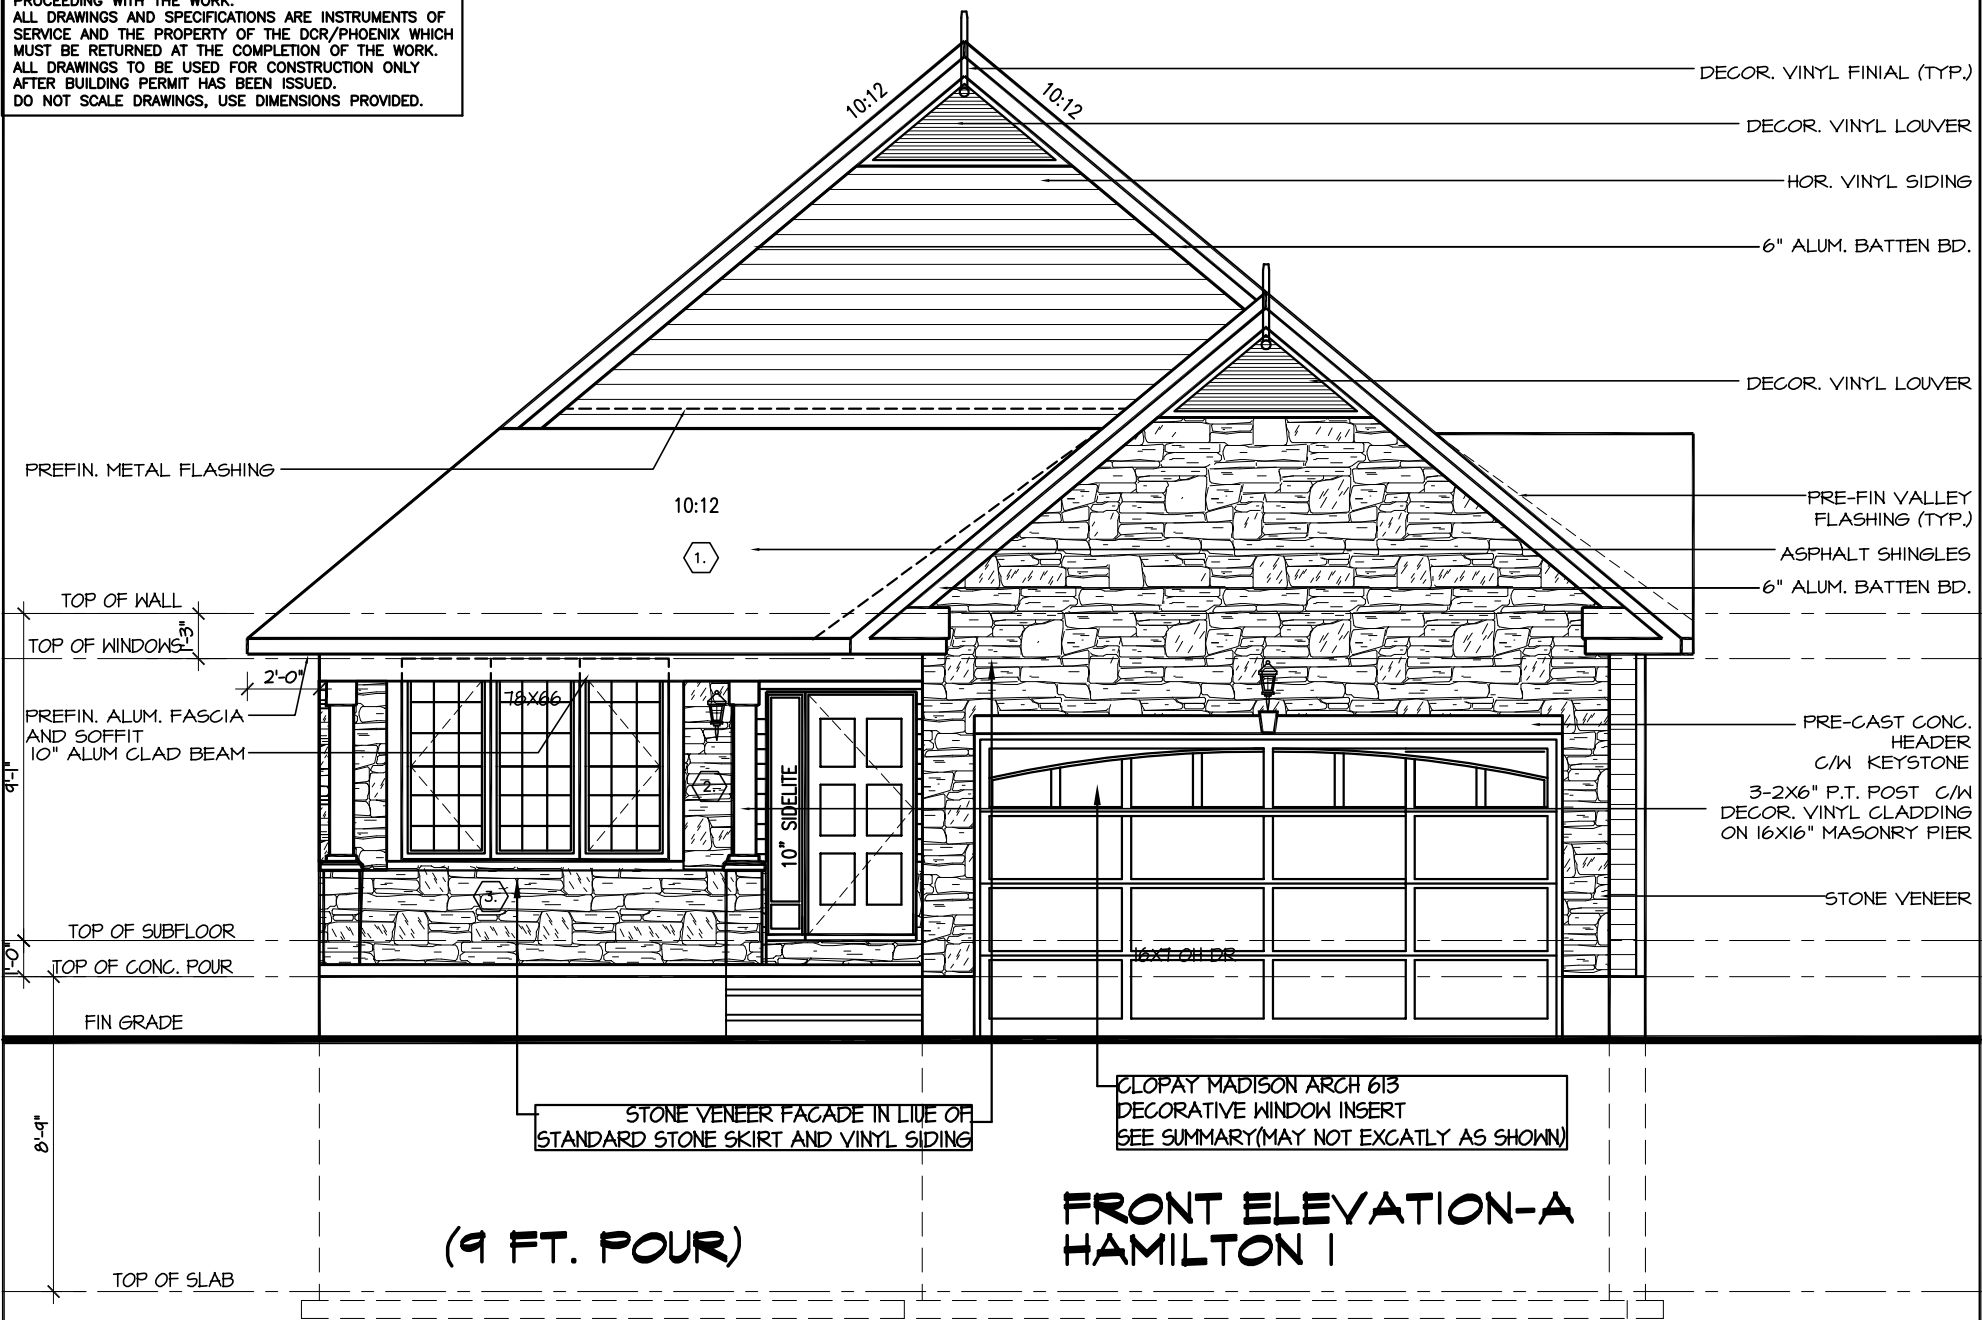 PROCEEDING WITH THE WORK.
ALL DRAWINGS AND SPECIFICATIONS ARE INSTRUMENTS OF
SERVICE AND THE PROPERTY OF THE DCR/PHOENIX WHICH
MUST BE RETURNED AT THE COMPLETION OF THE WORK.
ALL DRAWINGS TO BE USED FOR CONSTRUCTION ONLY
AFTER BUILDING PERMIT HAS BEEN ISSUED.
DO NOT SCALE DRAWINGS, USE DIMENSIONS PROVIDED.
10:12
10:12
DECOR. VINYL FINIAL (TYP.)
DECOR. VINYL LOUVER
HOR. VINYL SIDING
6" ALUM. BATTEN BD.
DECOR. VINYL LOUVER
PREFIN. METAL FLASHING
10:12
1.
PRE-FIN VALLEY
FLASHING (TYP.)
ASPHALT SHINGLES
6" ALUM. BATTEN BD.
TOP OF WALL
TOP OF WINDOWS
1'-3"
2'-0"
PREFIN. ALUM. FASCIA
AND SOFFIT
10" ALUM CLAD BEAM
78X66
9'-1"
2.
10" SIDELITE
PRE-CAST CONC.
HEADER
C/W KEYSTONE
3-2X6" P.T. POST C/W
DECOR. VINYL CLADDING
ON 16X16" MASONRY PIER
3.
STONE VENEER
TOP OF SUBFLOOR
1'-0"
TOP OF CONC. POUR
16X7 OH DR
FIN GRADE
8'-9"
STONE VENEER FACADE IN LIUE OF
STANDARD STONE SKIRT AND VINYL SIDING
CLOPAY MADISON ARCH 613
DECORATIVE WINDOW INSERT
SEE SUMMARY(MAY NOT EXCATLY AS SHOWN)
(9 FT. POUR)
FRONT ELEVATION-A
HAMILTON I
TOP OF SLAB